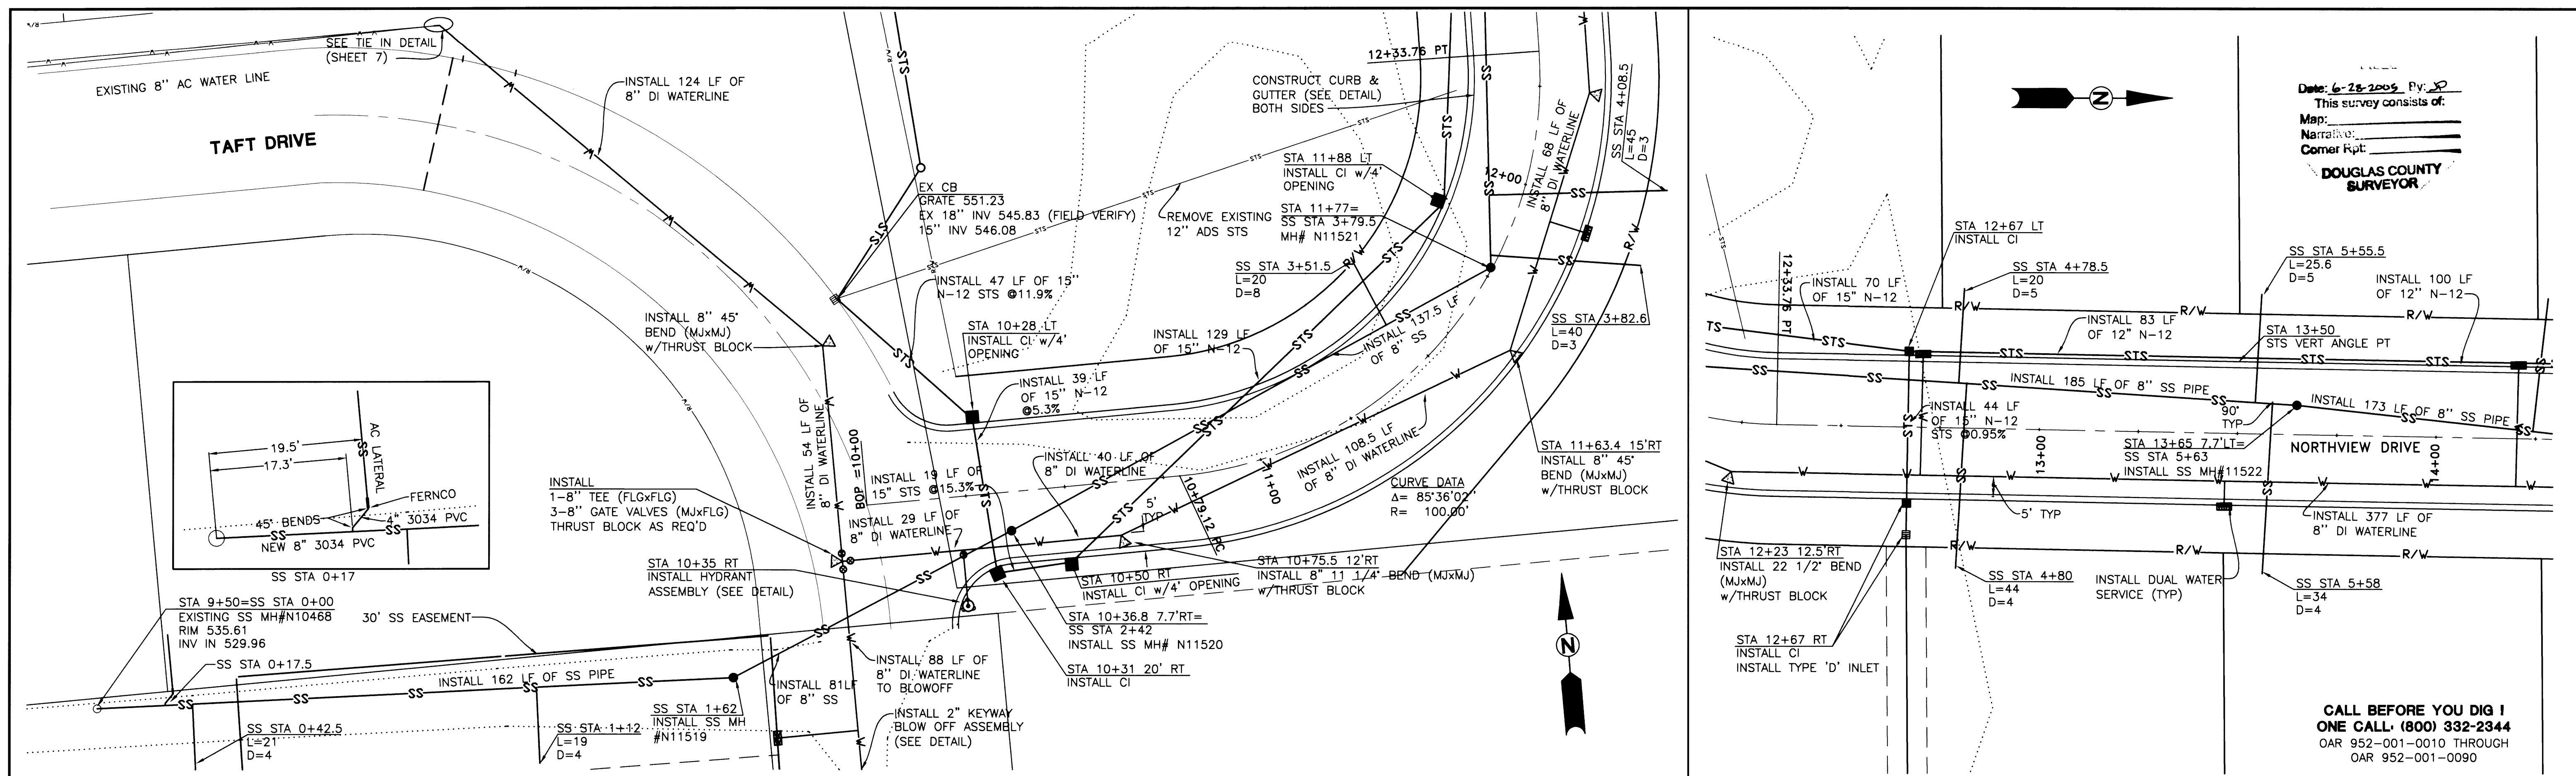 SEE TIE IN DETAIL
(SHEET 7)
EXISTING 8'' AC WATER LINE
TAFT DRIVE
INSTALL 124 LF OF
8'' DI WATERLINE
EX CB
GRATE 551.23
EX 18'' INV 545.83 (FIELD VERIFY)
15'' INV 546.08
REMOVE EXISTING
12'' ADS STS
12+33.76 PT
CONSTRUCT CURB &
GUTTER (SEE DETAIL)
BOTH SIDES
STA 11+88 LT
INSTALL CI w/4'
OPENING
STA 11+77=
SS STA 3+79.5
MH# N11521
12+00
INSTALL 68 LF OF
8'' DI WATERLINE
SS STA 4+08.5
L=45
D=3
SS STA 3+51.5
L=20
D=8
SS STA 3+82.6
L=40
D=3
INSTALL 47 LF OF 15''
N-12 STS @11.9%
INSTALL 8'' 45°
BEND (MJxMJ)
w/THRUST BLOCK
STA 10+28 LT
INSTALL CI w/4'
OPENING
INSTALL 129 LF
OF 15'' N-12
INSTALL 137.5 LF
OF 8'' SS
INSTALL 39 LF
OF 15'' N-12
@5.3%
INSTALL 54 LF OF
8'' DI WATERLINE
BOP =10+00
INSTALL 19 LF OF
15'' STS @15.3%
INSTALL 40 LF OF
8'' DI WATERLINE
INSTALL 29 LF OF
8'' DI WATERLINE
5'
TYP
10+79.12 PC
11+00
INSTALL 108.5 LF
OF 8'' DI WATERLINE
CURVE DATA
Δ= 85°36'02''
R= 100.00'
STA 11+63.4 15'RT
INSTALL 8'' 45°
BEND (MJxMJ)
w/THRUST BLOCK
19.5'
17.3'
AC LATERAL
FERNCO
45° BENDS
4'' 3034 PVC
NEW 8'' 3034 PVC
SS STA 0+17
INSTALL
1-8'' TEE (FLGxFLG)
3-8'' GATE VALVES (MJxFLG)
THRUST BLOCK AS REQ'D
STA 10+35 RT
INSTALL HYDRANT
ASSEMBLY (SEE DETAIL)
STA 10+50 RT
INSTALL CI w/4' OPENING
STA 10+75.5 12'RT
INSTALL 8'' 11 1/4° BEND (MJxMJ)
w/THRUST BLOCK
STA 10+36.8 7.7'RT=
SS STA 2+42
INSTALL SS MH# N11520
STA 10+31 20' RT
INSTALL CI
STA 9+50=SS STA 0+00
EXISTING SS MH#N10468
RIM 535.61
INV IN 529.96
30' SS EASEMENT
SS STA 0+17.5
INSTALL 162 LF OF SS PIPE
SS STA 0+42.5
L=21
D=4
SS STA 1+12
L=19
D=4
SS STA 1+62
INSTALL SS MH
#N11519
INSTALL 81LF
OF 8'' SS
INSTALL 88 LF OF
8'' DI WATERLINE
TO BLOWOFF
INSTALL 2'' KEYWAY
BLOW OFF ASSEMBLY
(SEE DETAIL)
N
N
Date: 6-28-2005 By: JP
This survey consists of:
Map:
Narrative:
Corner Rpt:
DOUGLAS COUNTY
SURVEYOR
STA 12+67 LT
INSTALL CI
12+33.76 PT
INSTALL 70 LF
OF 15'' N-12
SS STA 4+78.5
L=20
D=5
SS STA 5+55.5
L=25.6
D=5
INSTALL 100 LF
OF 12'' N-12
INSTALL 83 LF
OF 12'' N-12
STA 13+50
STS VERT ANGLE PT
INSTALL 185 LF OF 8'' SS PIPE
90°
TYP
INSTALL 173 LF OF 8'' SS PIPE
INSTALL 44 LF
OF 15'' N-12
STS @0.95%
13+00
STA 13+65 7.7'LT=
SS STA 5+63
INSTALL SS MH#11522
NORTHVIEW DRIVE
14+00
5' TYP
INSTALL 377 LF OF
8'' DI WATERLINE
STA 12+23 12.5'RT
INSTALL 22 1/2° BEND
(MJxMJ)
w/THRUST BLOCK
SS STA 4+80
L=44
D=4
INSTALL DUAL WATER
SERVICE (TYP)
SS STA 5+58
L=34
D=4
STA 12+67 RT
INSTALL CI
INSTALL TYPE 'D' INLET
CALL BEFORE YOU DIG !
ONE CALL: (800) 332-2344
OAR 952-001-0010 THROUGH
OAR 952-001-0090